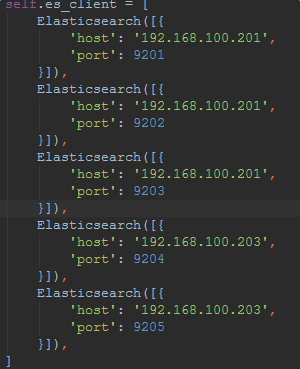 self.es_client = [
    Elasticsearch([{
        'host': '192.168.100.201',
        'port': 9201
    }]),
    Elasticsearch([{
        'host': '192.168.100.201',
        'port': 9202
    }]),
    Elasticsearch([{
        'host': '192.168.100.201',
        'port': 9203
    }]),
    Elasticsearch([{
        'host': '192.168.100.203',
        'port': 9204
    }]),
    Elasticsearch([{
        'host': '192.168.100.203',
        'port': 9205
    }]),
]